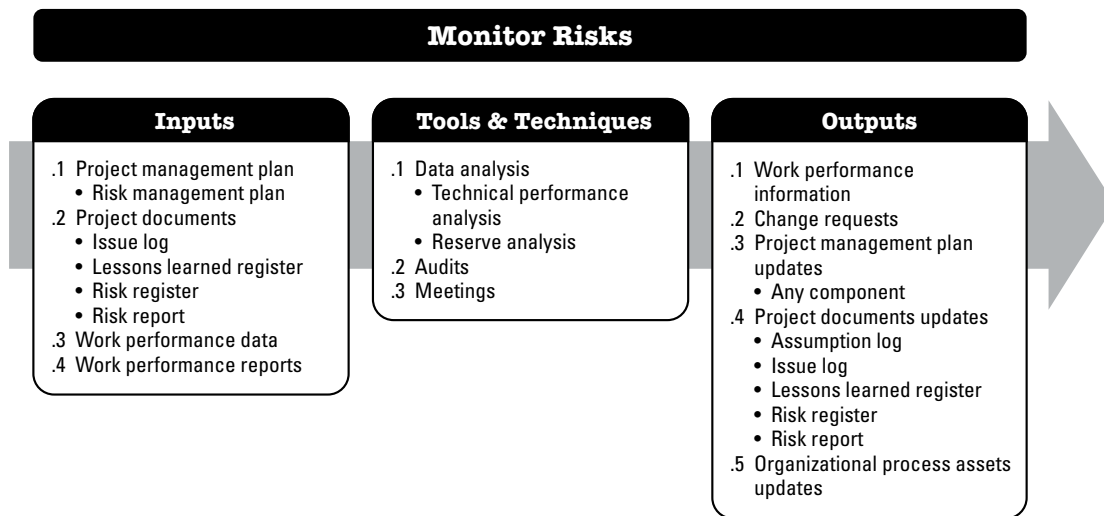 Monitor Risks
Inputs
.1 Project management plan
• Risk management plan
.2 Project documents
• Issue log
• Lessons learned register
• Risk register
• Risk report
.3 Work performance data
.4 Work performance reports
Tools & Techniques
.1 Data analysis
• Technical performance
analysis
• Reserve analysis
.2 Audits
.3 Meetings
Outputs
.1 Work performance
information
.2 Change requests
.3 Project management plan
updates
• Any component
.4 Project documents updates
• Assumption log
• Issue log
• Lessons learned register
• Risk register
• Risk report
.5 Organizational process assets
updates